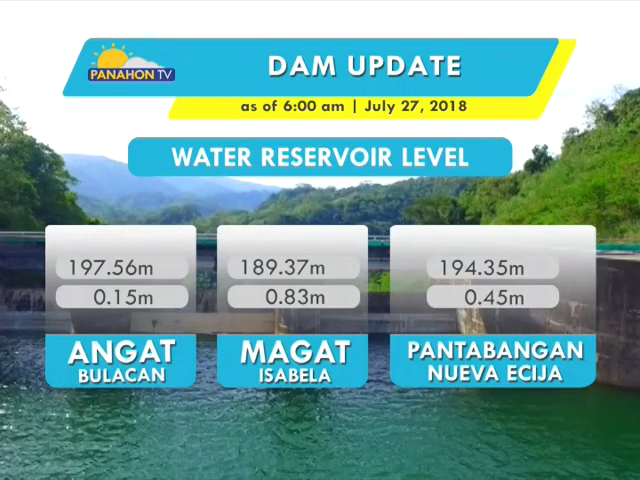 PANAHON TV
DAM UPDATE
as of 6:00 am | July 27, 2018
WATER RESERVOIR LEVEL
197.56m
0.15m
ANGAT
BULACAN
189.37m
0.83m
MAGAT
ISABELA
194.35m
0.45m
PANTABANGAN
NUEVA ECIJA